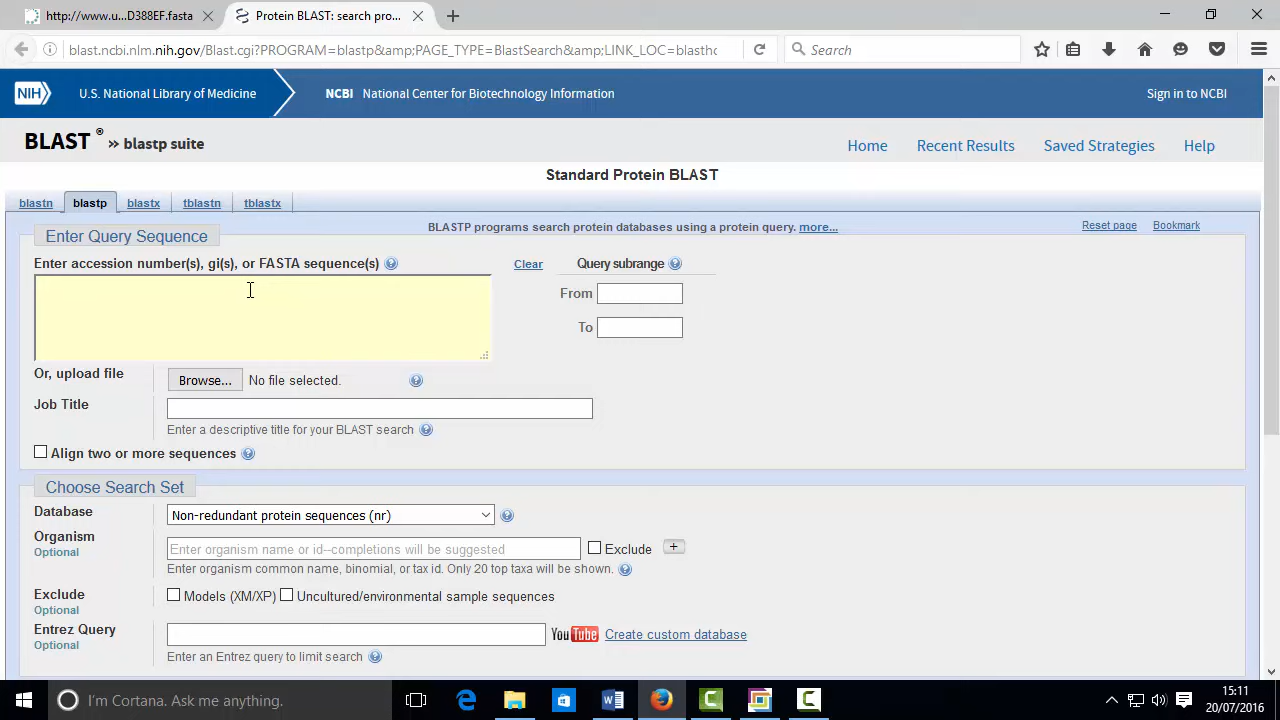 http://www.u...D388EF.fasta
Protein BLAST: search pro...
blast.ncbi.nlm.nih.gov/Blast.cgi?PROGRAM=blastp&amp;PAGE_TYPE=BlastSearch&amp;LINK_LOC=blasthc
Search
NIH
U.S. National Library of Medicine
NCBI National Center for Biotechnology Information
Sign in to NCBI
BLAST ® » blastp suite
Home
Recent Results
Saved Strategies
Help
Standard Protein BLAST
blastn
blastp
blastx
tblastn
tblastx
BLASTP programs search protein databases using a protein query. more...
Reset page
Bookmark
Enter Query Sequence
Enter accession number(s), gi(s), or FASTA sequence(s)
Clear
Query subrange
From
To
Or, upload file
Browse...
No file selected.
Job Title
Enter a descriptive title for your BLAST search
Align two or more sequences
Choose Search Set
Database
Non-redundant protein sequences (nr)
Organism
Optional
Enter organism name or id--completions will be suggested
Exclude
Enter organism common name, binomial, or tax id. Only 20 top taxa will be shown.
Exclude
Optional
Models (XM/XP)
Uncultured/environmental sample sequences
Entrez Query
Optional
YouTube
Create custom database
Enter an Entrez query to limit search
I'm Cortana. Ask me anything.
15:11
20/07/2016